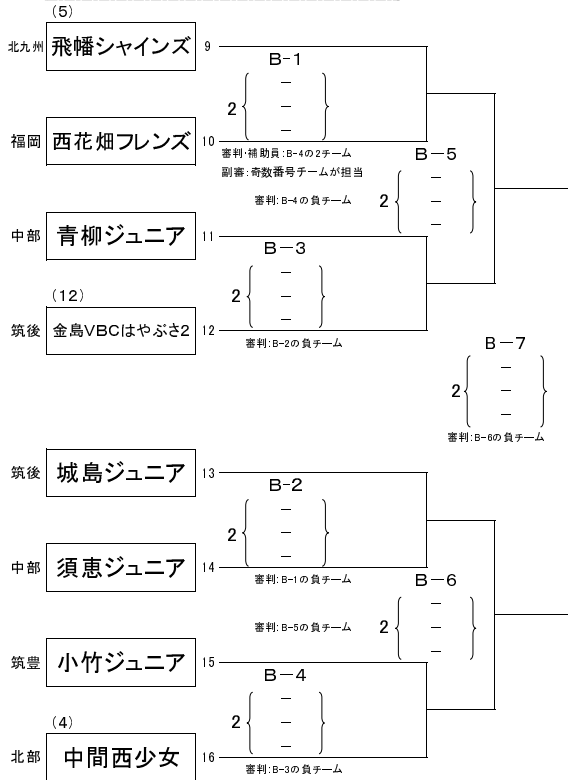 (5)
北九州 飛幡シャインズ 9
B-1
2
福岡 西花畑フレンズ 10
審判・補助員:B-4の2チーム
副審:奇数番号チームが担当
B-5
審判:B-4の負チーム 2
中部 青柳ジュニア 11
B-3
2
(12)
筑後 金島VBCはやぶさ2 12
審判:B-2の負チーム
B-7
2
審判:B-6の負チーム
筑後 城島ジュニア 13
B-2
2
中部 須恵ジュニア 14
審判:B-1の負チーム
B-6
審判:B-5の負チーム 2
筑豊 小竹ジュニア 15
B-4
2
(4)
北部 中間西少女 16
審判:B-3の負チーム